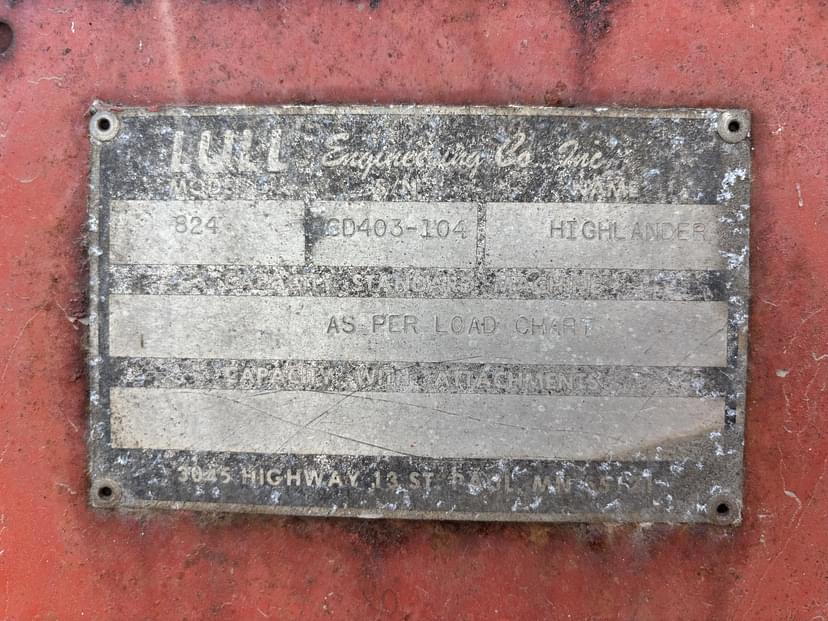 LULL Engineering Co. Inc.
MODEL S/N NAME
824 GD403-104 HIGHLANDER
CAPACITY STANDARD MACHINE
AS PER LOAD CHART
CAPACITY WITH ATTACHMENTS
3045 HIGHWAY 13 ST. PAUL, MN